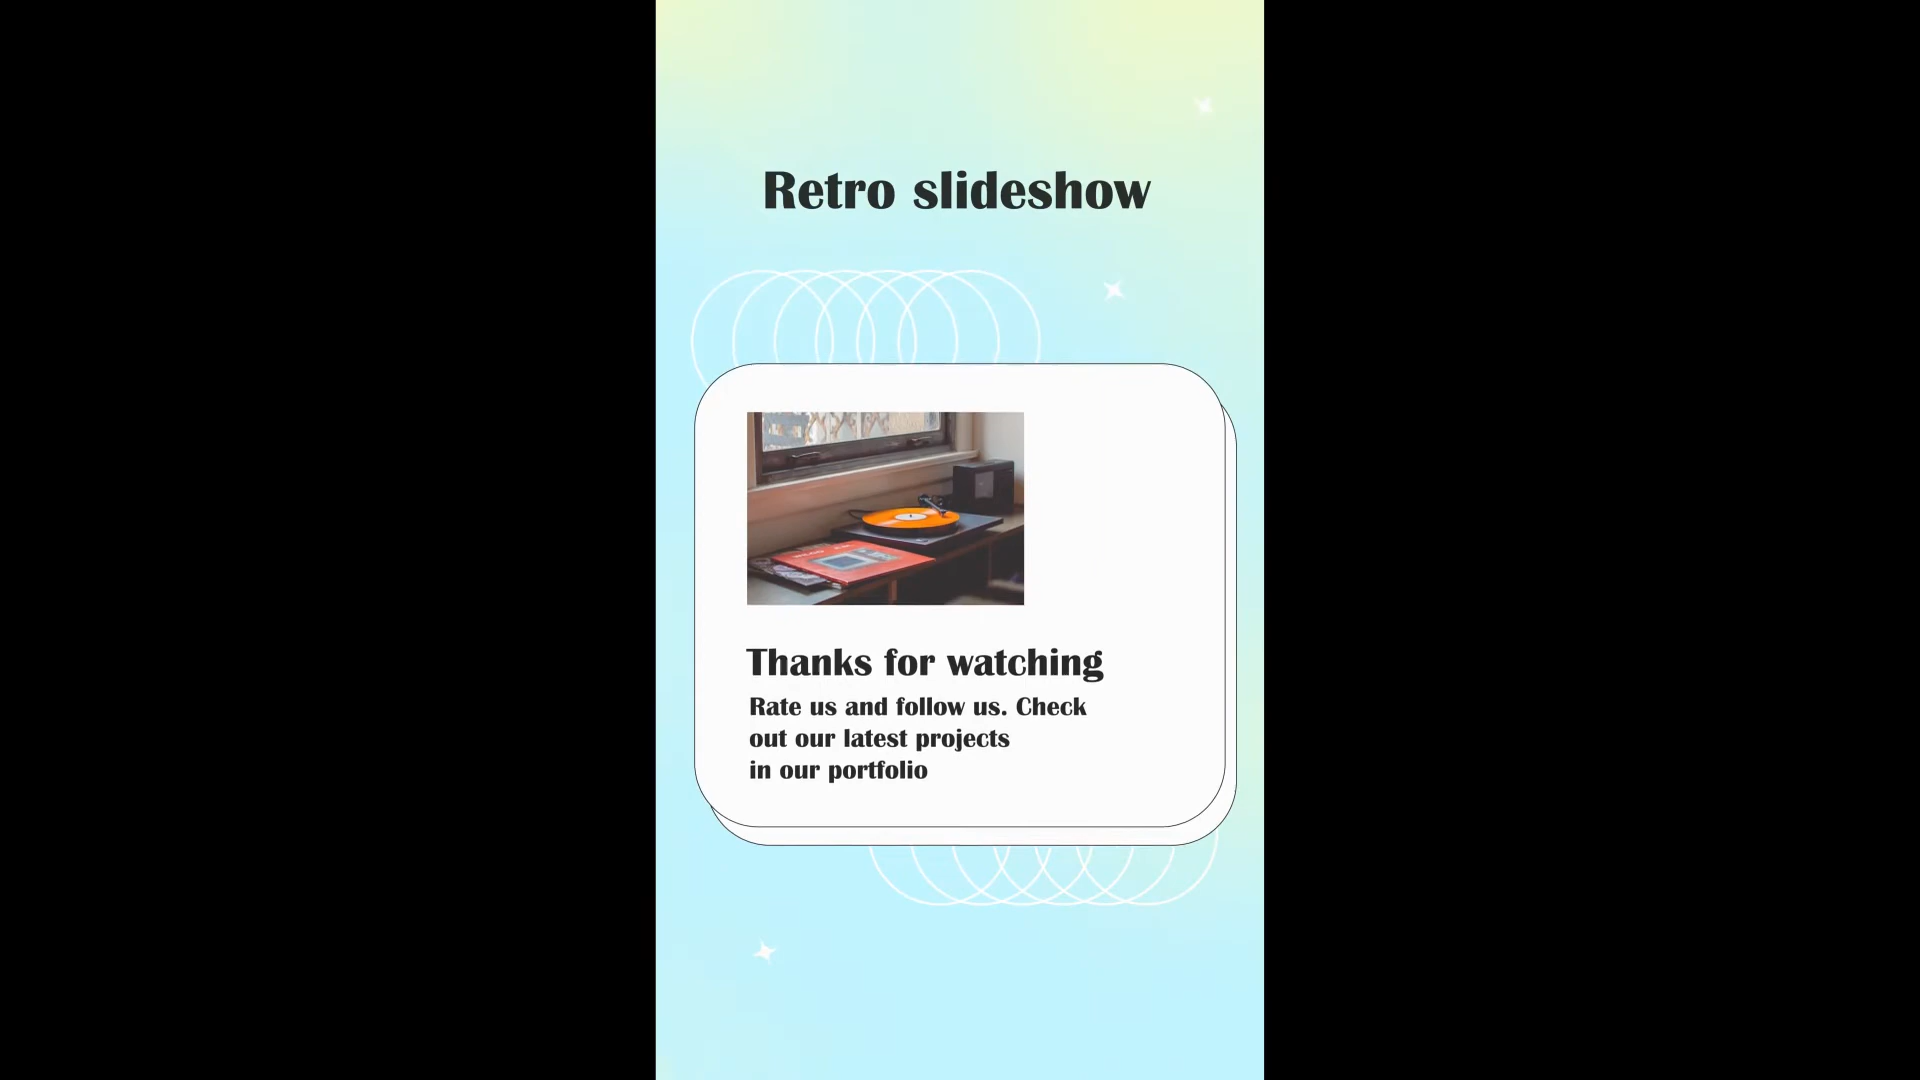 Retro slideshow
Thanks for watching
Rate us and follow us. Check
out our latest projects
in our portfolio